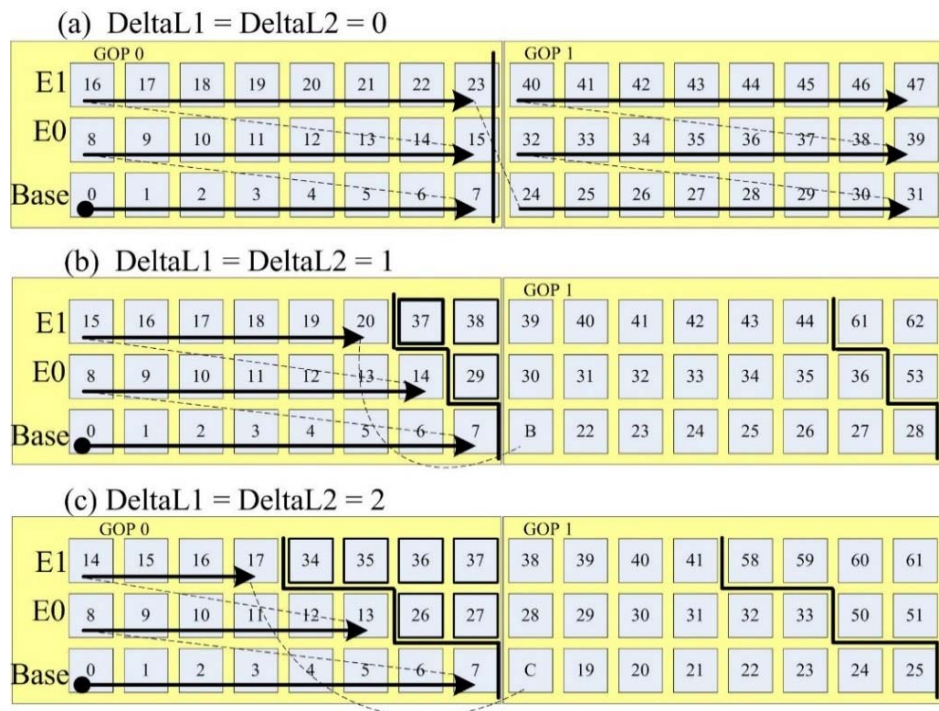 (a) DeltaL1 = DeltaL2 = 0
GOP 0 GOP 1
E1 16 17 18 19 20 21 22 23 40 41 42 43 44 45 46 47
E0 8 9 10 11 12 13 14 15 32 33 34 35 36 37 38 39
Base 0 1 2 3 4 5 6 7 24 25 26 27 28 29 30 31
(b) DeltaL1 = DeltaL2 = 1
GOP 1
E1 15 16 17 18 19 20 37 38 39 40 41 42 43 44 61 62
E0 8 9 10 11 12 13 14 29 30 31 32 33 34 35 36 53
Base 0 1 2 3 4 5 6 7 B 22 23 24 25 26 27 28
(c) DeltaL1 = DeltaL2 = 2
GOP 0 GOP 1
E1 14 15 16 17 34 35 36 37 38 39 40 41 58 59 60 61
E0 8 9 10 11 12 13 26 27 28 29 30 31 32 33 50 51
Base 0 1 2 3 4 5 6 7 C 19 20 21 22 23 24 25